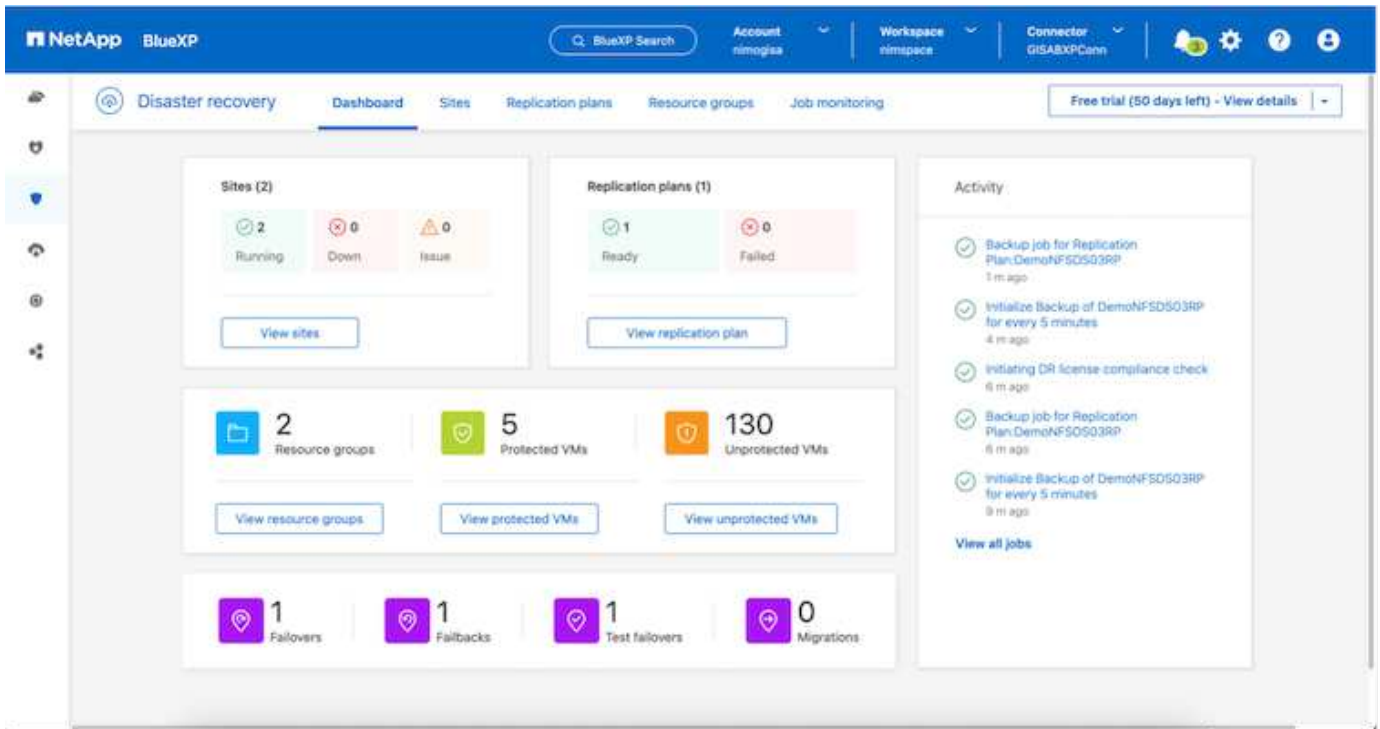 NetApp BlueXP
BlueXP Search
Account
nimogisa
Workspace
nimspace
Connector
GISABXPConn
3
Disaster recovery
Dashboard
Sites
Replication plans
Resource groups
Job monitoring
Free trial (50 days left) - View details
Sites (2)
2
Running
0
Down
0
Issue
View sites
Replication plans (1)
1
Ready
0
Failed
View replication plan
2
Resource groups
View resource groups
5
Protected VMs
View protected VMs
130
Unprotected VMs
View unprotected VMs
1
Failovers
1
Failbacks
1
Test failovers
0
Migrations
Activity
Backup job for Replication
Plan:DemoNFSDS03RP
1 m ago
Initialize Backup of DemoNFSDS03RP
for every 5 minutes
4 m ago
Initiating DR license compliance check
6 m ago
Backup job for Replication
Plan:DemoNFSDS03RP
6 m ago
Initialize Backup of DemoNFSDS03RP
for every 5 minutes
9 m ago
View all jobs